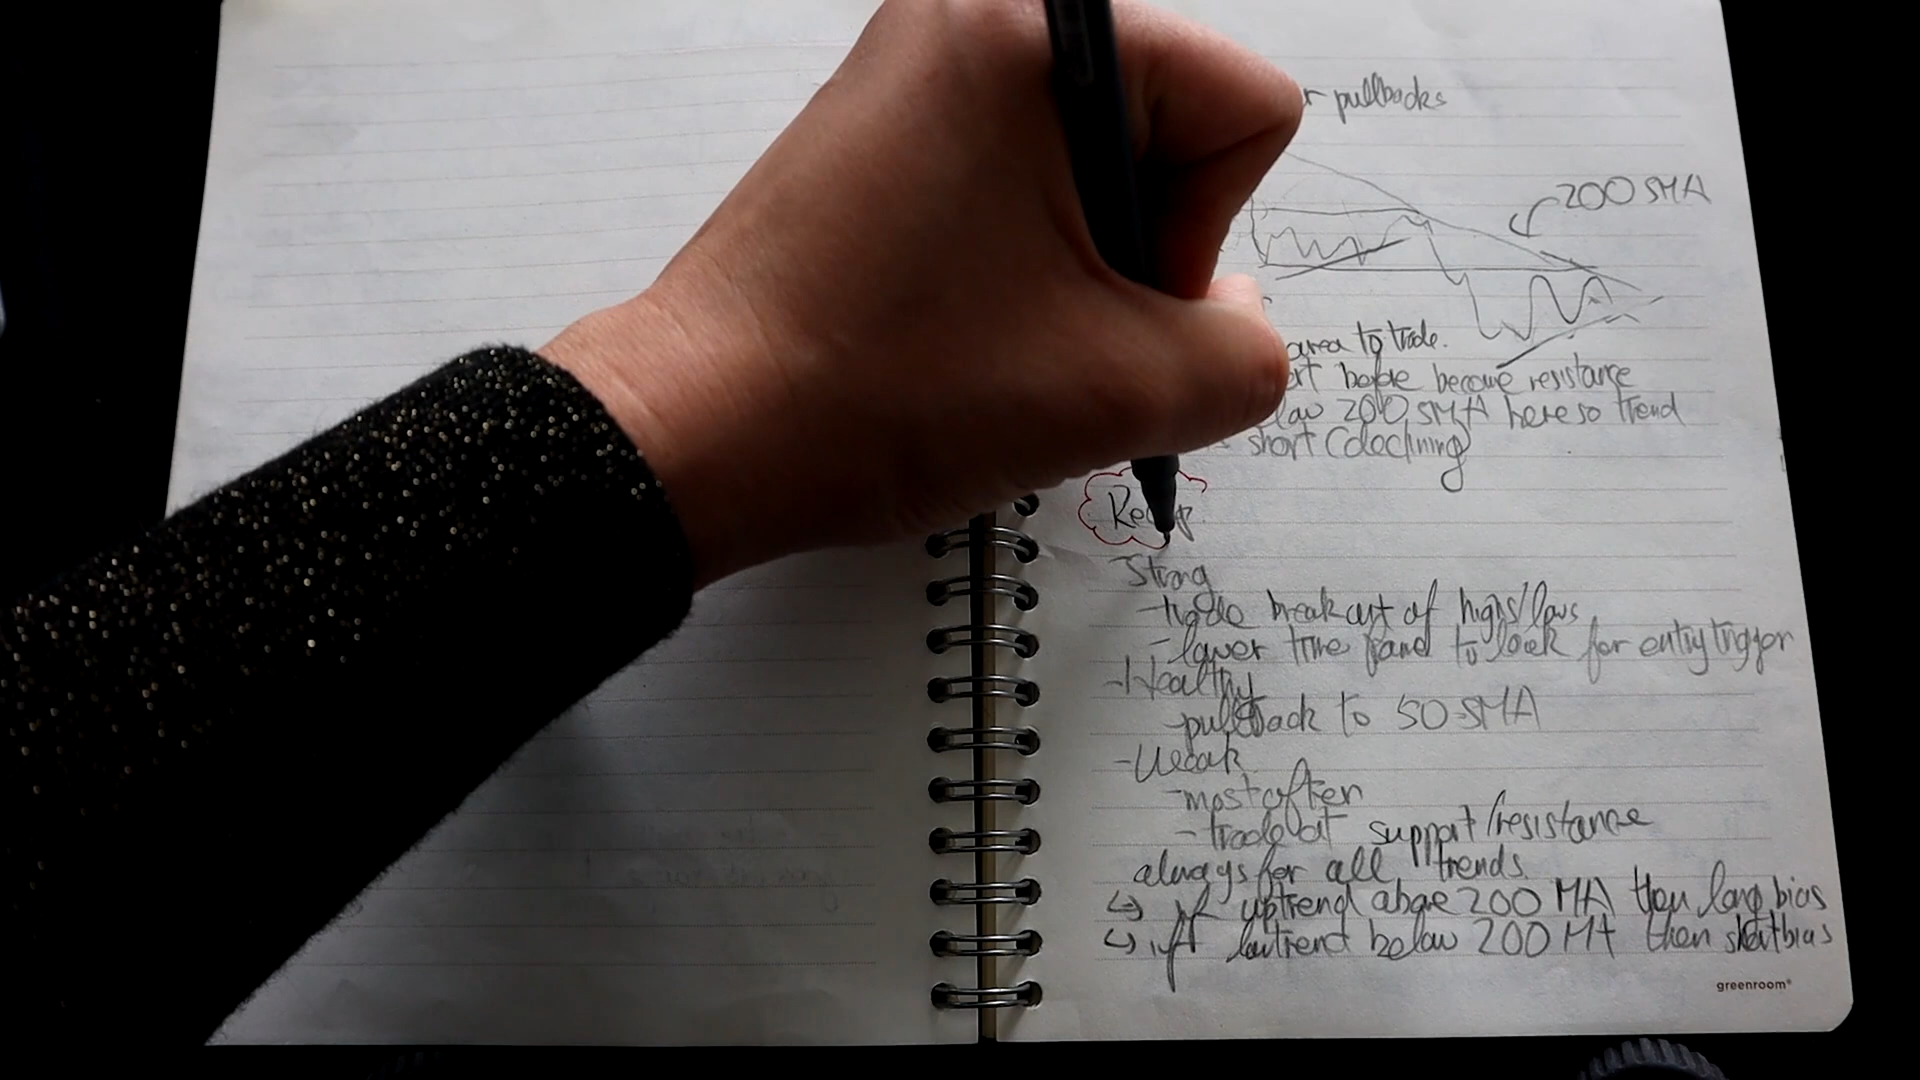 pullbacks
200 SMA
area to trade.
before become resistance
200 SMA here so trend
short (declining)
Recap
Strong
- trade breakout of highs/lows
- lower time frame to look for entry trigger
- Healthy
- pullback to 50 SMA
- Weak
- most often
- trade at support/resistance
always for all trends
↪ if uptrend above 200 MA then long bias
↪ if below 200 MA then short bias
greenroom®